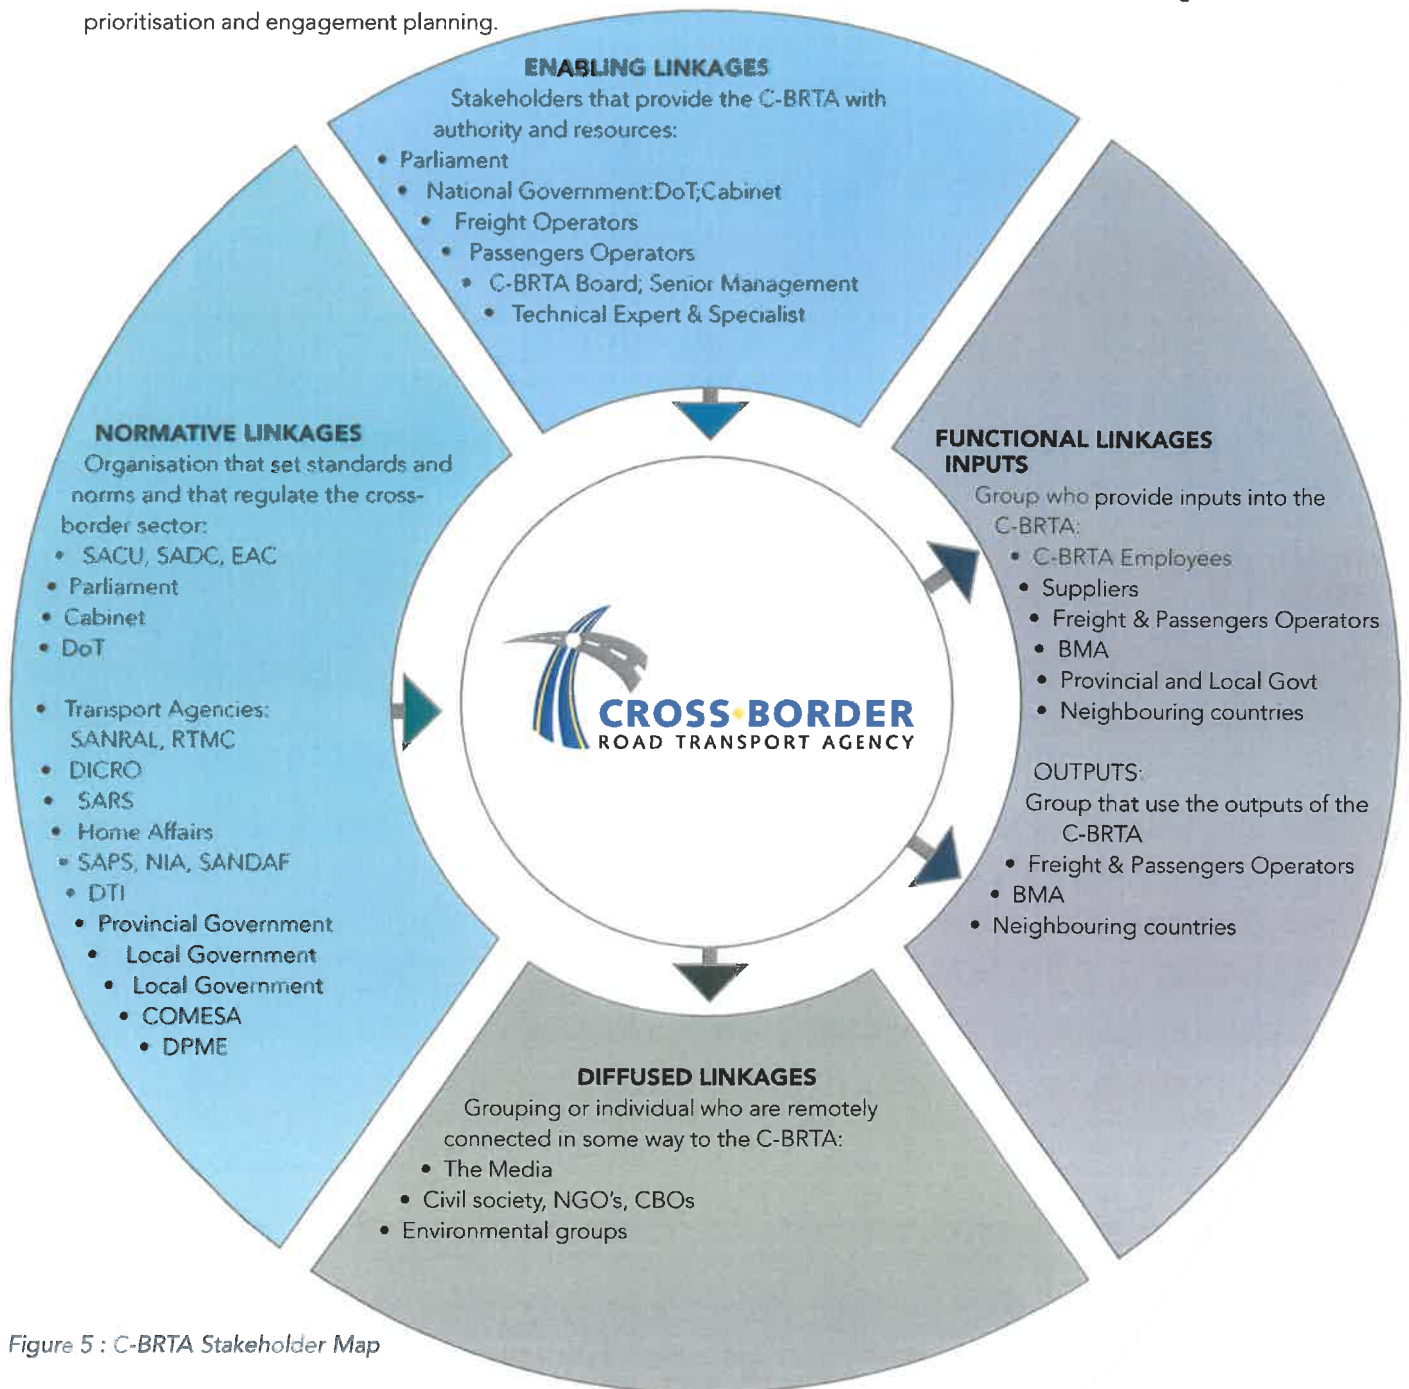 prioritisation and engagement planning.
ENABLING LINKAGES
Stakeholders that provide the C-BRTA with
authority and resources:
• Parliament
• National Government:DoT;Cabinet
• Freight Operators
• Passengers Operators
• C-BRTA Board; Senior Management
• Technical Expert & Specialist
NORMATIVE LINKAGES
Organisation that set standards and
norms and that regulate the cross-
border sector:
• SACU, SADC, EAC
• Parliament
• Cabinet
• DoT
• Transport Agencies:
SANRAL, RTMC
• DICRO
• SARS
• Home Affairs
• SAPS, NIA, SANDAF
• DTI
• Provincial Government
• Local Government
• Local Government
• COMESA
• DPME
CROSS-BORDER
ROAD TRANSPORT AGENCY
FUNCTIONAL LINKAGES
INPUTS
Group who provide inputs into the
C-BRTA:
• C-BRTA Employees
• Suppliers
• Freight & Passengers Operators
• BMA
• Provincial and Local Govt
• Neighbouring countries
OUTPUTS:
Group that use the outputs of the
C-BRTA
• Freight & Passengers Operators
• BMA
• Neighbouring countries
DIFFUSED LINKAGES
Grouping or individual who are remotely
connected in some way to the C-BRTA:
• The Media
• Civil society, NGO's, CBOs
• Environmental groups
Figure 5 : C-BRTA Stakeholder Map